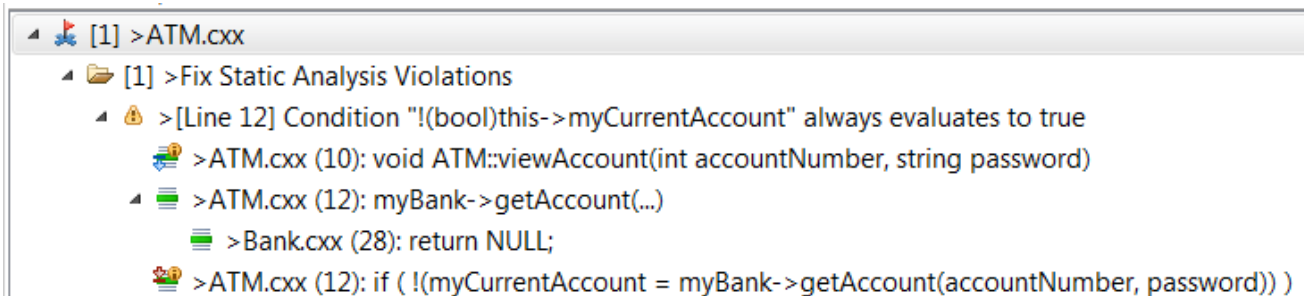 [1] >ATM.cxx
[1] >Fix Static Analysis Violations
>[Line 12] Condition "!(bool)this->myCurrentAccount" always evaluates to true
>ATM.cxx (10): void ATM::viewAccount(int accountNumber, string password)
>ATM.cxx (12): myBank->getAccount(...)
>Bank.cxx (28): return NULL;
>ATM.cxx (12): if ( !(myCurrentAccount = myBank->getAccount(accountNumber, password)) )